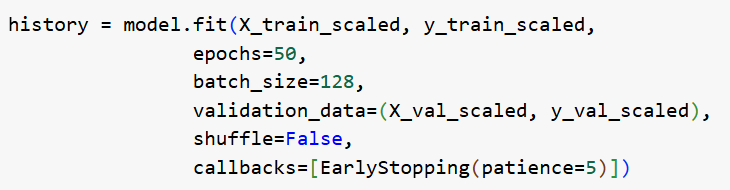 history = model.fit(X_train_scaled, y_train_scaled,
epochs=50,
batch_size=128,
validation_data=(X_val_scaled, y_val_scaled),
shuffle=False,
callbacks=[EarlyStopping(patience=5)])